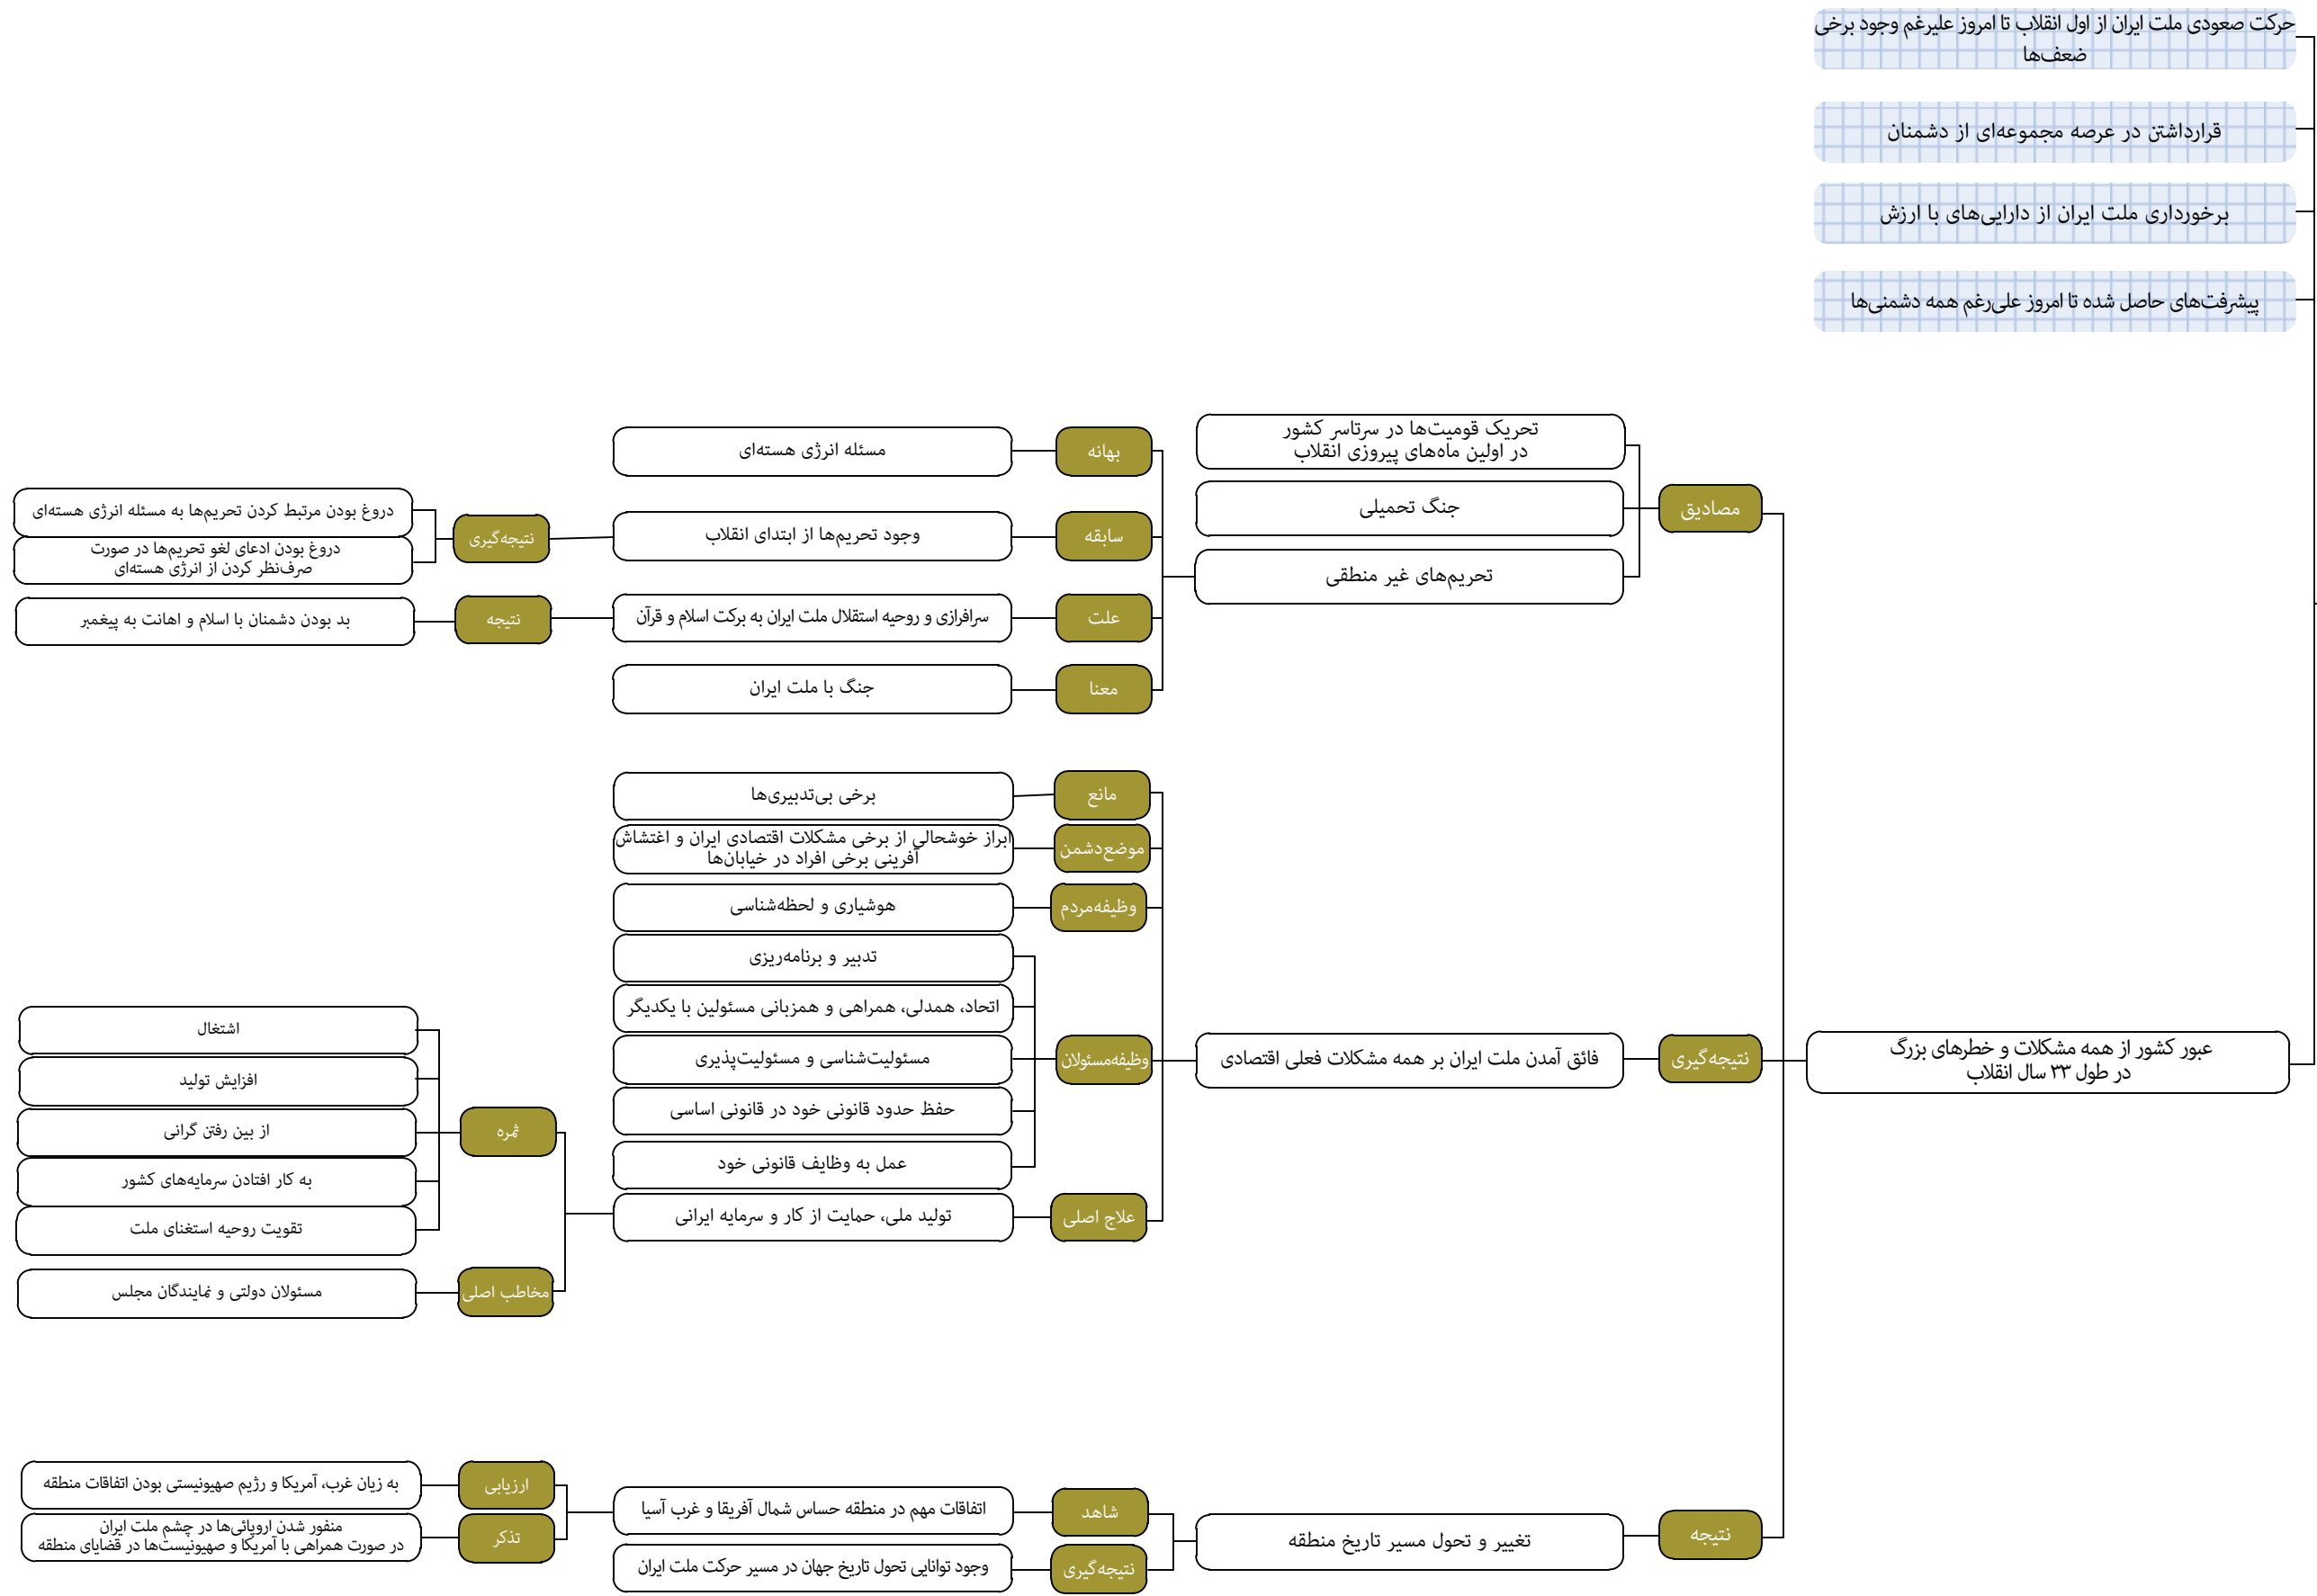 حرکت صعودی ملت ایران از اول انقلاب تا امروز علیرغم وجود برخی
ضعف‌ها
قرارداشتن در عرصه مجموعه‌ای از دشمنان
برخورداری ملت ایران از دارایی‌های با ارزش
پیشرفت‌های حاصل شده تا امروز علی‌رغم همه دشمنی‌ها
عبور کشور از همه مشکلات و خطرهای بزرگ
در طول ۳۳ سال انقلاب
مصادیق
تحریک قومیت‌ها در سرتاسر کشور
در اولین ماه‌های پیروزی انقلاب
جنگ تحمیلی
تحریم‌های غیر منطقی
بهانه
مسئله انرژی هسته‌ای
سابقه
وجود تحریم‌ها از ابتدای انقلاب
نتیجه‌گیری
دروغ بودن مرتبط کردن تحریم‌ها به مسئله انرژی هسته‌ای
دروغ بودن ادعای لغو تحریم‌ها در صورت
صرف‌نظر کردن از انرژی هسته‌ای
علت
سرافرازی و روحیه استقلال ملت ایران به برکت اسلام و قرآن
نتیجه
بد بودن دشمنان با اسلام و اهانت به پیغمبر
معنا
جنگ با ملت ایران
نتیجه‌گیری
فائق آمدن ملت ایران بر همه مشکلات فعلی اقتصادی
مانع
برخی بی‌تدبیری‌ها
موضع‌دشمن
ابراز خوشحالی از برخی مشکلات اقتصادی ایران و اغتشاش
آفرینی برخی افراد در خیابان‌ها
وظیفه‌مردم
هوشیاری و لحظه‌شناسی
وظیفه‌مسئولان
تدبیر و برنامه‌ریزی
اتحاد، همدلی، همراهی و همزبانی مسئولین با یکدیگر
مسئولیت‌شناسی و مسئولیت‌پذیری
حفظ حدود قانونی خود در قانونی اساسی
عمل به وظایف قانونی خود
علاج اصلی
تولید ملی، حمایت از کار و سرمایه ایرانی
ثمره
اشتغال
افزایش تولید
از بین رفتن گرانی
به کار افتادن سرمایه‌های کشور
تقویت روحیه استغنای ملت
مخاطب اصلی
مسئولان دولتی و نمایندگان مجلس
نتیجه
تغییر و تحول مسیر تاریخ منطقه
شاهد
اتفاقات مهم در منطقه حساس شمال آفریقا و غرب آسیا
ارزیابی
به زیان غرب، آمریکا و رژیم صهیونیستی بودن اتفاقات منطقه
تذکر
منفور شدن اروپائی‌ها در چشم ملت ایران
در صورت همراهی با آمریکا و صهیونیست‌ها در قضایای منطقه
نتیجه‌گیری
وجود توانایی تحول تاریخ جهان در مسیر حرکت ملت ایران